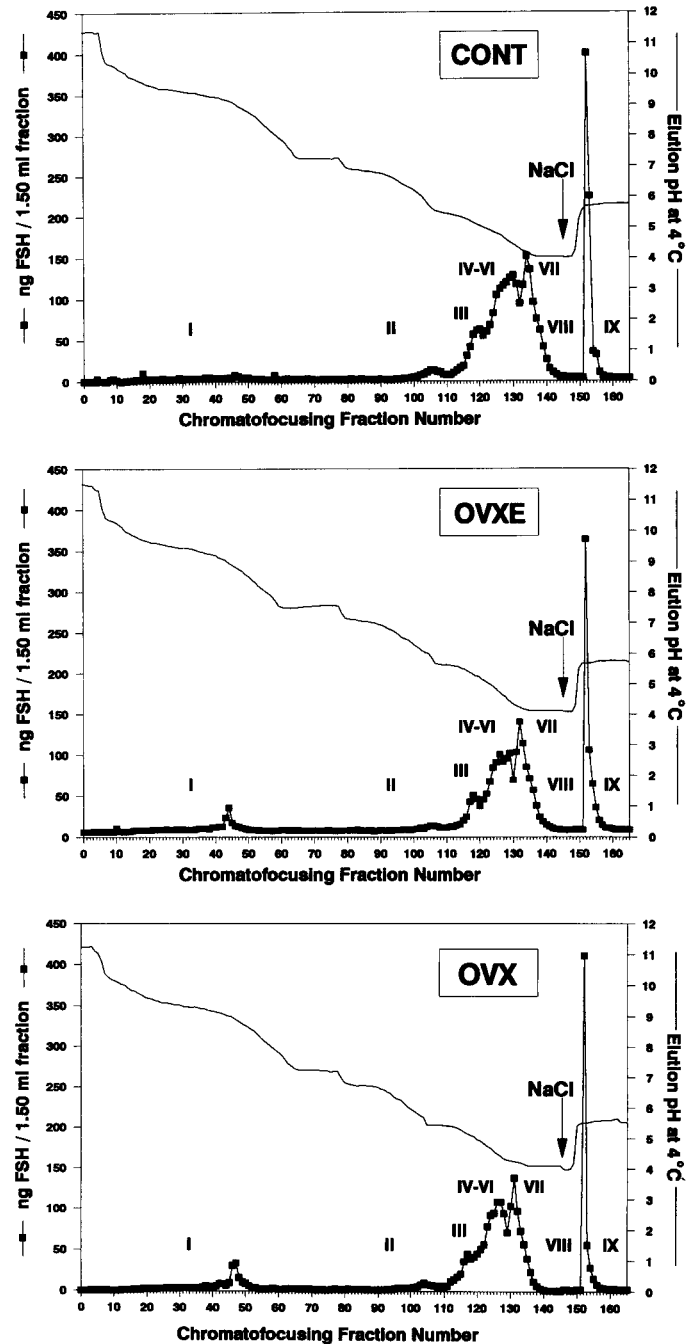 CONT
ng FSH / 1.50 ml fraction
450
400
350
300
250
200
150
100
50
0
12
11
10
9
8
7
6
5
4
3
2
1
0
Elution pH at 4°C
NaCl
I
II
III
IV-VI
VII
VIII
IX
0 10 20 30 40 50 60 70 80 90 100 110 120 130 140 150 160
Chromatofocusing Fraction Number
OVXE
ng FSH / 1.50 ml fraction
450
400
350
300
250
200
150
100
50
0
12
11
10
9
8
7
6
5
4
3
2
1
0
Elution pH at 4°C
NaCl
I
II
III
IV-VI
VII
VIII
IX
0 10 20 30 40 50 60 70 80 90 100 110 120 130 140 150 160
Chromatofocusing Fraction Number
OVX
ng FSH / 1.50 ml fraction
450
400
350
300
250
200
150
100
50
0
12
11
10
9
8
7
6
5
4
3
2
1
0
Elution pH at 4°C
NaCl
I
II
III
IV-VI
VII
VIII
IX
0 10 20 30 40 50 60 70 80 90 100 110 120 130 140 150 160
Chromatofocusing Fraction Number